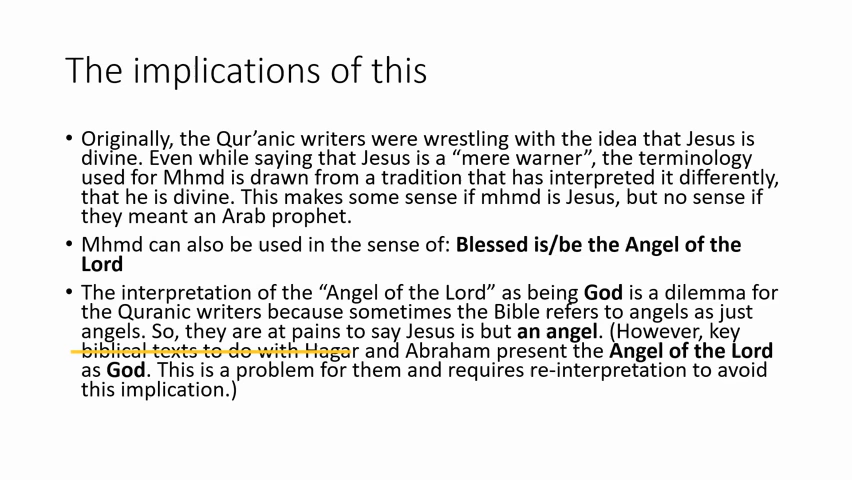 The implications of this
• Originally, the Qur’anic writers were wrestling with the idea that Jesus is
divine. Even while saying that Jesus is a “mere warner”, the terminology
used for Mhmd is drawn from a tradition that has interpreted it differently,
that he is divine. This makes some sense if mhmd is Jesus, but no sense if
they meant an Arab prophet.
• Mhmd can also be used in the sense of: Blessed is/be the Angel of the
Lord
• The interpretation of the “Angel of the Lord” as being God is a dilemma for
the Quranic writers because sometimes the Bible refers to angels as just
angels. So, they are at pains to say Jesus is but an angel. (However, key
biblical texts to do with Hagar and Abraham present the Angel of the Lord
as God. This is a problem for them and requires re-interpretation to avoid
this implication.)